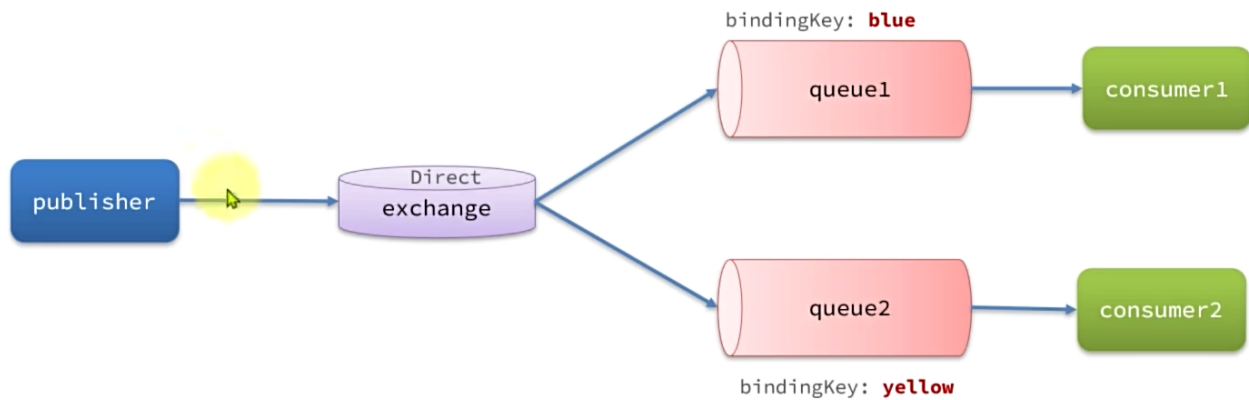 bindingKey: blue
queue1
consumer1
publisher
Direct
exchange
queue2
consumer2
bindingKey: yellow